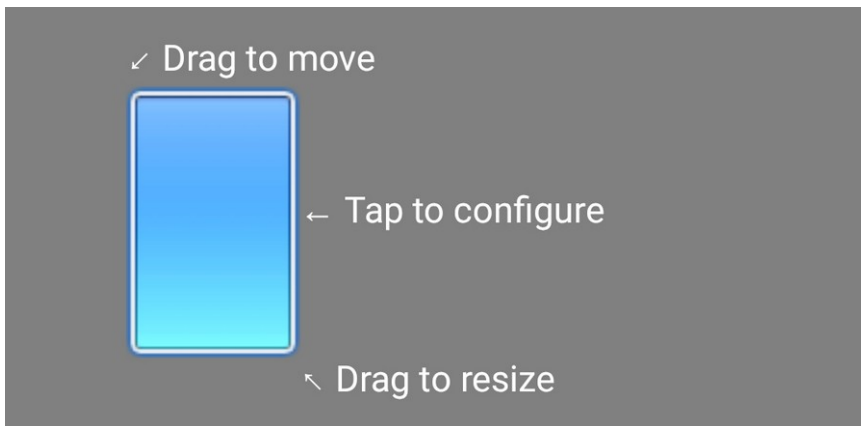 ↙ Drag to move
← Tap to configure
↖ Drag to resize